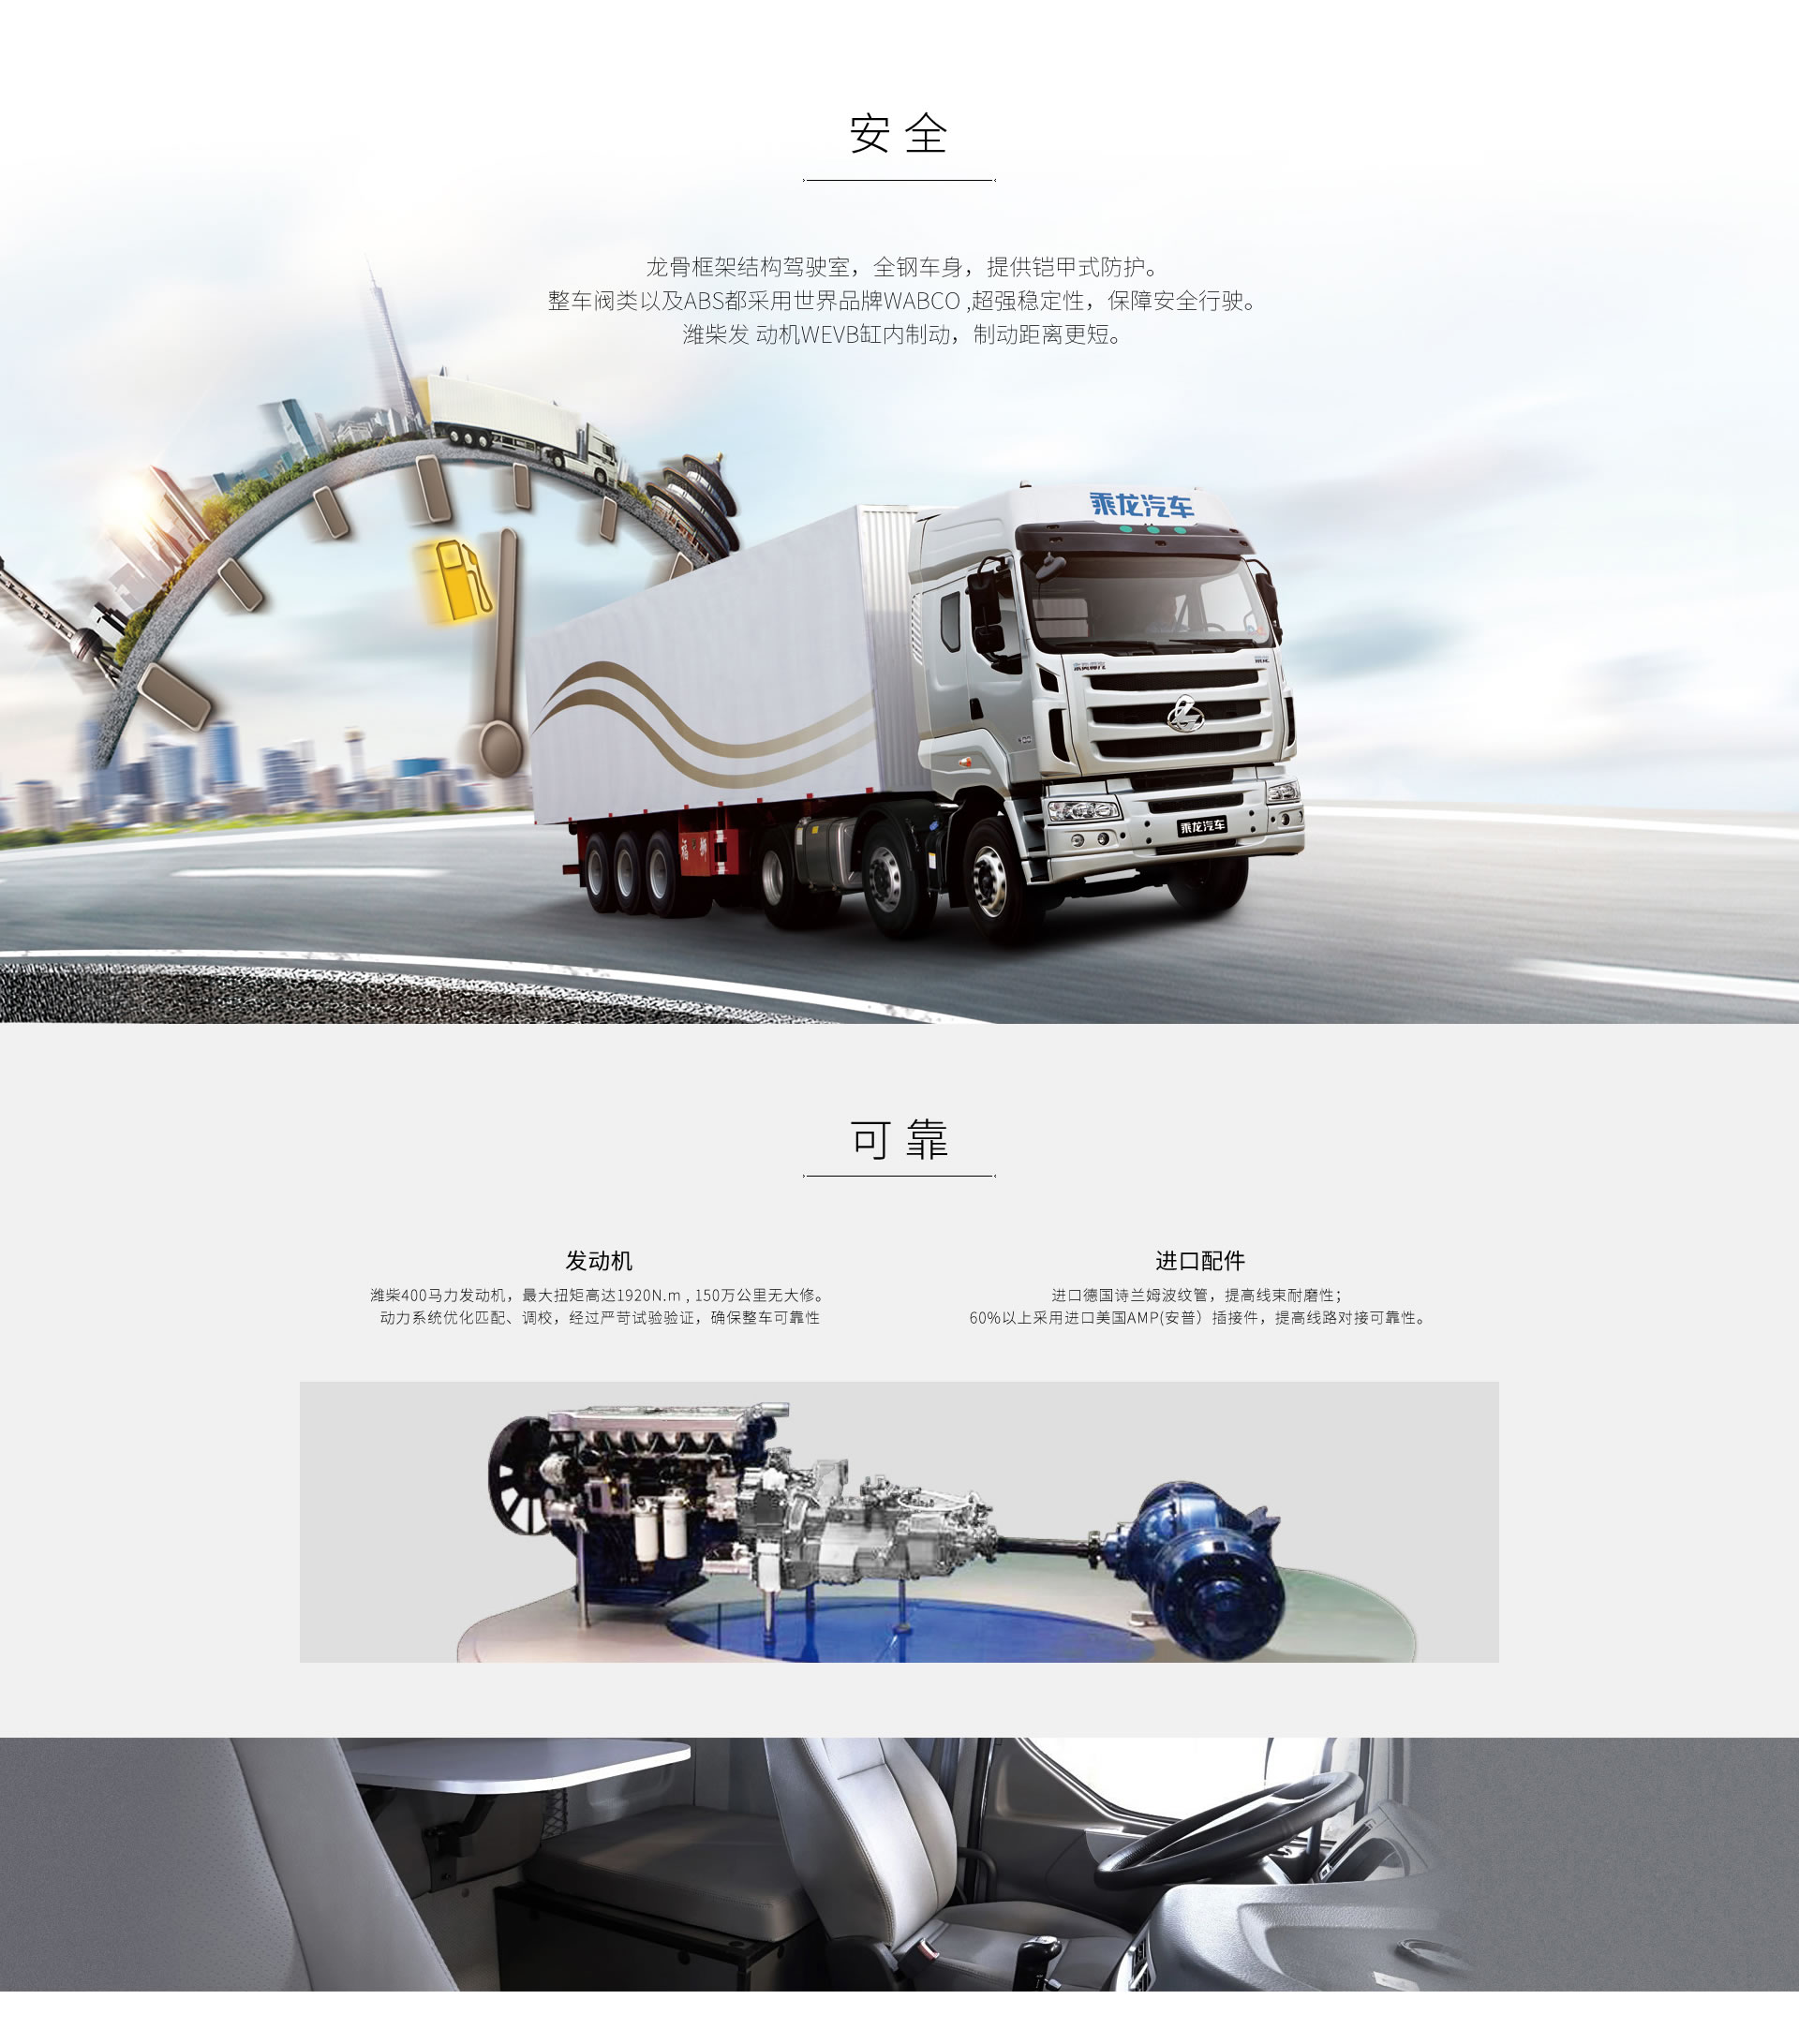 安全
龙骨框架结构驾驶室，全钢车身，提供铠甲式防护。
整车阀类以及ABS都采用世界品牌WABCO ,超强稳定性，保障安全行驶。
潍柴发 动机WEVB缸内制动，制动距离更短。
乘龙汽车
乘龙汽车
可靠
发动机
潍柴400马力发动机，最大扭矩高达1920N.m , 150万公里无大修。
动力系统优化匹配、调校，经过严苛试验验证，确保整车可靠性
进口配件
进口德国诗兰姆波纹管，提高线束耐磨性；
60%以上采用进口美国AMP(安普）插接件，提高线路对接可靠性。